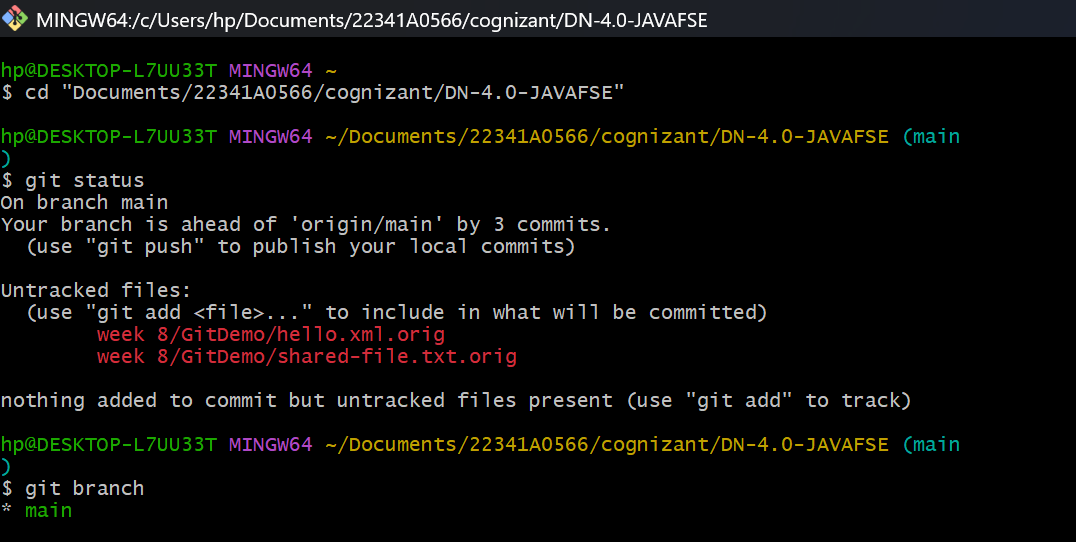 MINGW64:/c/Users/hp/Documents/22341A0566/cognizant/DN-4.0-JAVAFSE
hp@DESKTOP-L7UU33T MINGW64 ~
$ cd "Documents/22341A0566/cognizant/DN-4.0-JAVAFSE"
hp@DESKTOP-L7UU33T MINGW64 ~/Documents/22341A0566/cognizant/DN-4.0-JAVAFSE (main
)
$ git status
On branch main
Your branch is ahead of 'origin/main' by 3 commits.
  (use "git push" to publish your local commits)
Untracked files:
  (use "git add <file>..." to include in what will be committed)
        week 8/GitDemo/hello.xml.orig
        week 8/GitDemo/shared-file.txt.orig
nothing added to commit but untracked files present (use "git add" to track)
hp@DESKTOP-L7UU33T MINGW64 ~/Documents/22341A0566/cognizant/DN-4.0-JAVAFSE (main
)
$ git branch
* main